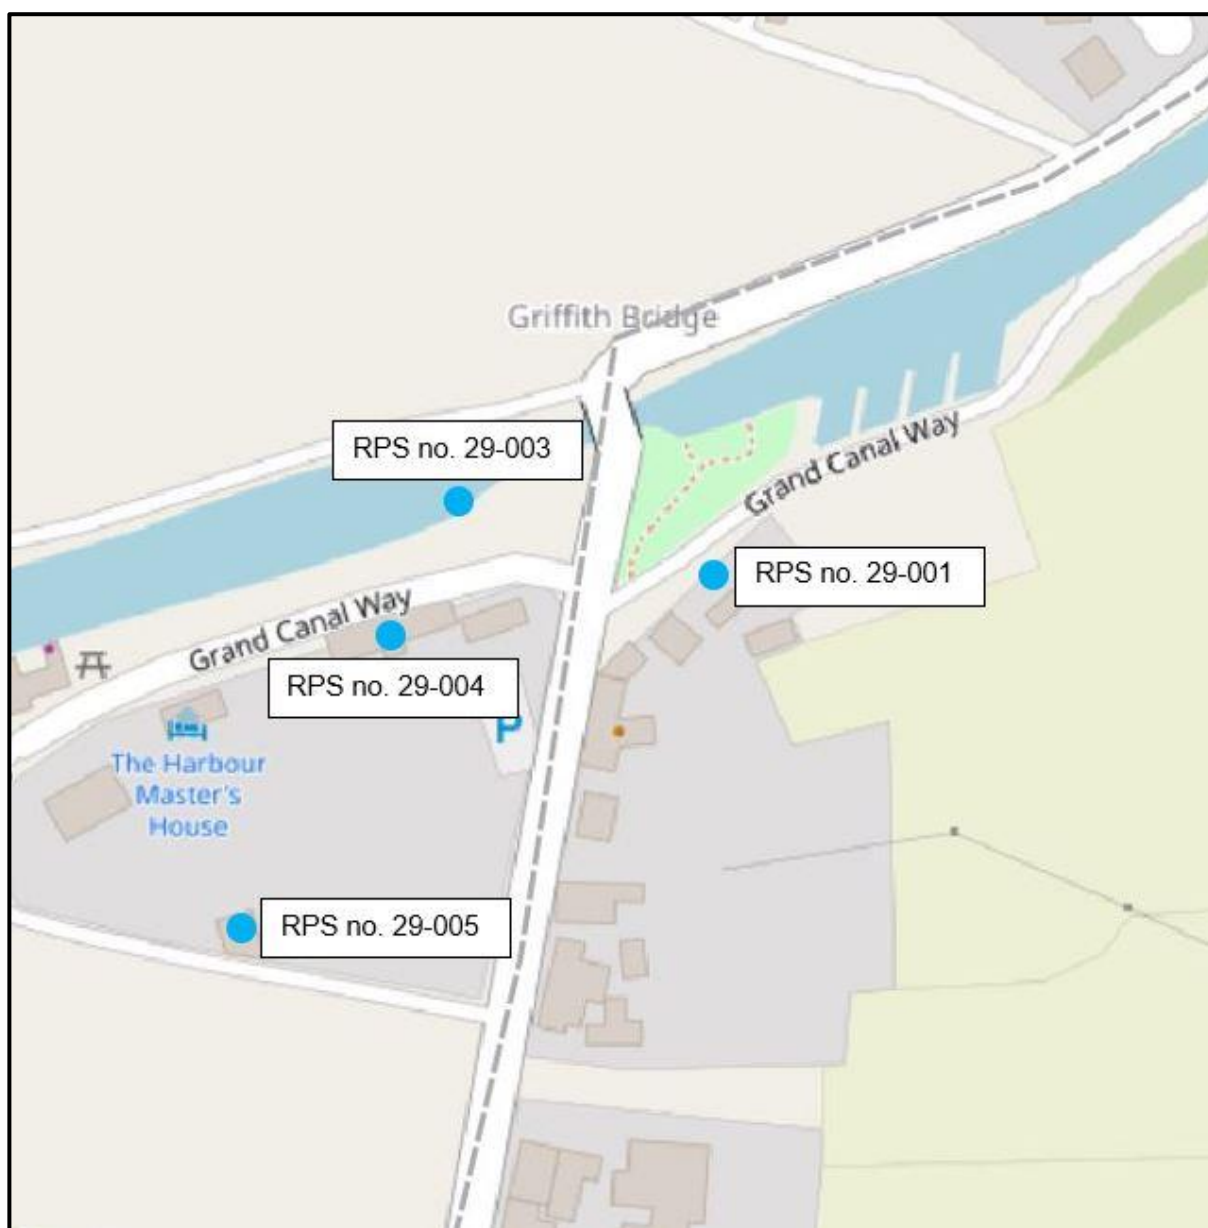 Griffith Bridge
RPS no. 29-003
Grand Canal Way
RPS no. 29-001
Grand Canal Way
RPS no. 29-004
P
The Harbour
Master's
House
RPS no. 29-005